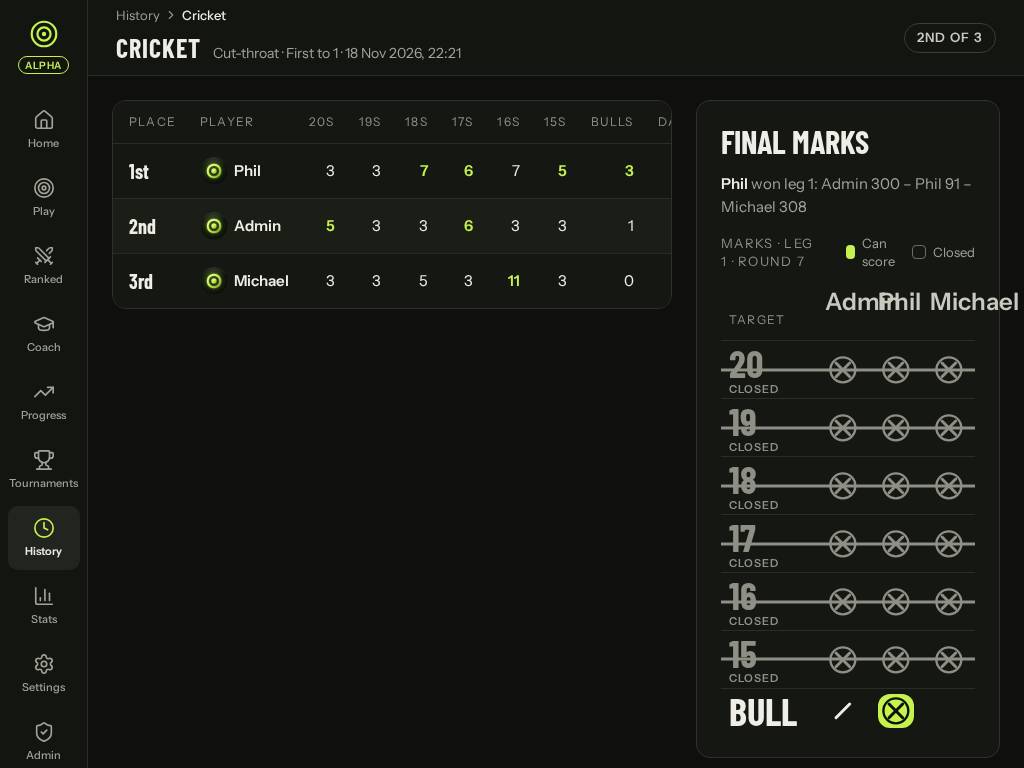 History > Cricket
CRICKET Cut-throat · First to 1 · 18 Nov 2026, 22:21
2ND OF 3
ALPHA
Home
Play
Ranked
Coach
Progress
Tournaments
History
Stats
Settings
Admin
PLACE PLAYER 20S 19S 18S 17S 16S 15S BULLS
1st Phil 3 3 7 6 7 5 3
2nd Admin 5 3 3 6 3 3 1
3rd Michael 3 3 5 3 11 3 0
FINAL MARKS
Phil won leg 1: Admin 300 – Phil 91 –
Michael 308
MARKS · LEG
1 · ROUND 7
Can
score
Closed
TARGET Admin Phil Michael
20
CLOSED
19
CLOSED
18
CLOSED
17
CLOSED
16
CLOSED
15
CLOSED
BULL